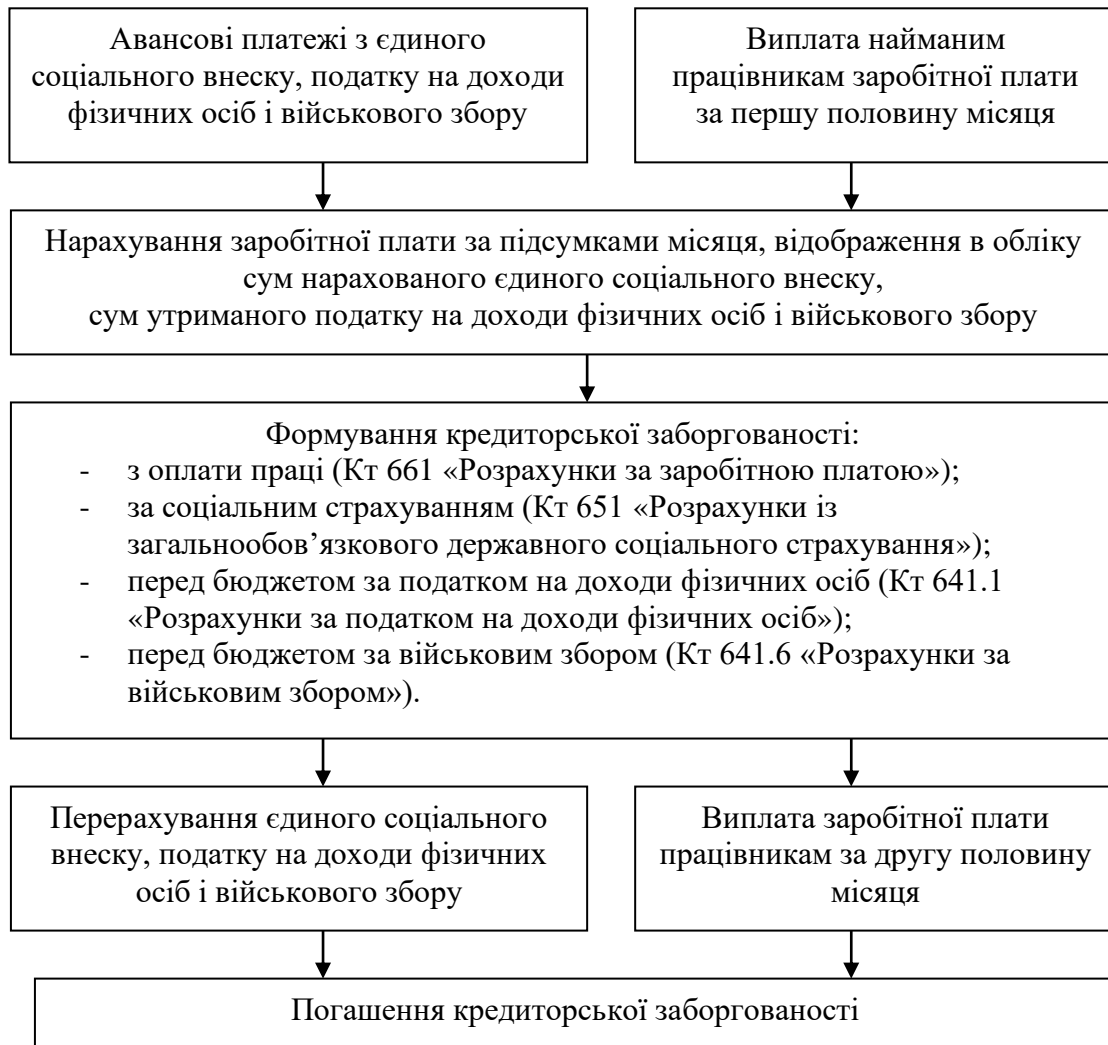 Авансові платежі з єдиного
соціального внеску, податку на доходи
фізичних осіб і військового збору
Виплата найманим
працівникам заробітної плати
за першу половину місяця
Нарахування заробітної плати за підсумками місяця, відображення в обліку
сум нарахованого єдиного соціального внеску,
сум утриманого податку на доходи фізичних осіб і військового збору
Формування кредиторської заборгованості:
- з оплати праці (Кт 661 «Розрахунки за заробітною платою»);
- за соціальним страхуванням (Кт 651 «Розрахунки із
загальнообов’язкового державного соціального страхування»);
- перед бюджетом за податком на доходи фізичних осіб (Кт 641.1
«Розрахунки за податком на доходи фізичних осіб»);
- перед бюджетом за військовим збором (Кт 641.6 «Розрахунки за
військовим збором»).
Перерахування єдиного соціального
внеску, податку на доходи фізичних
осіб і військового збору
Виплата заробітної плати
працівникам за другу половину
місяця
Погашення кредиторської заборгованості